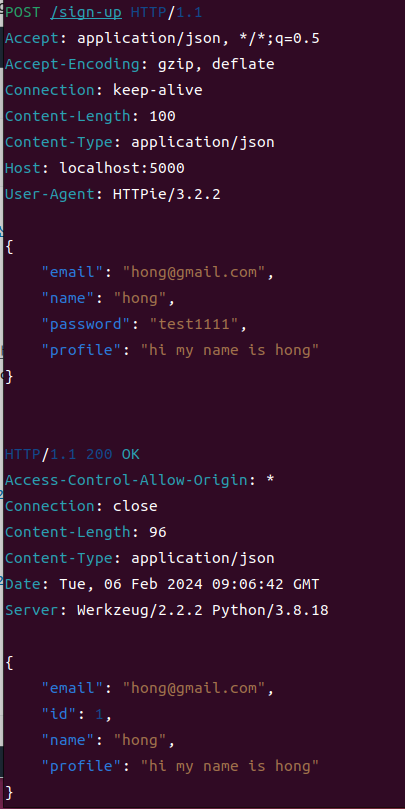 POST /sign-up HTTP/1.1
Accept: application/json, */*;q=0.5
Accept-Encoding: gzip, deflate
Connection: keep-alive
Content-Length: 100
Content-Type: application/json
Host: localhost:5000
User-Agent: HTTPie/3.2.2
{
    "email": "hong@gmail.com",
    "name": "hong",
    "password": "test1111",
    "profile": "hi my name is hong"
}
HTTP/1.1 200 OK
Access-Control-Allow-Origin: *
Connection: close
Content-Length: 96
Content-Type: application/json
Date: Tue, 06 Feb 2024 09:06:42 GMT
Server: Werkzeug/2.2.2 Python/3.8.18
{
    "email": "hong@gmail.com",
    "id": 1,
    "name": "hong",
    "profile": "hi my name is hong"
}